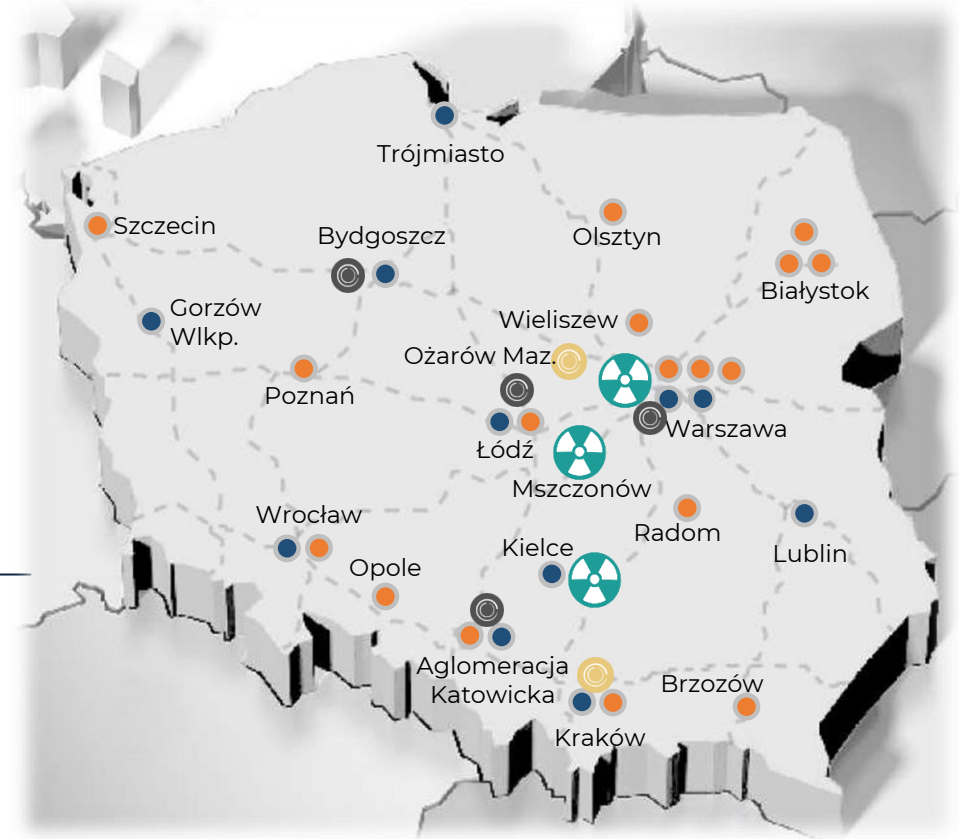 Trójmiasto
Szczecin
Bydgoszcz
Olsztyn
Białystok
Gorzów
Wlkp.
Wieliszew
Ożarów Maz.
Poznań
Warszawa
Łódź
Mszczonów
Wrocław
Radom
Kielce
Lublin
Opole
Aglomeracja
Katowicka
Brzozów
Kraków